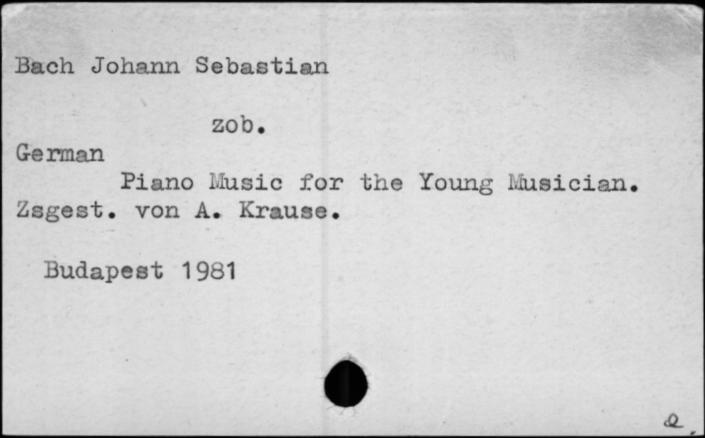 Bach Johann Sebastian
zob.
German
Piano Music for the Young Musician.
Zsgest. von A. Krause.
Budapest 1981